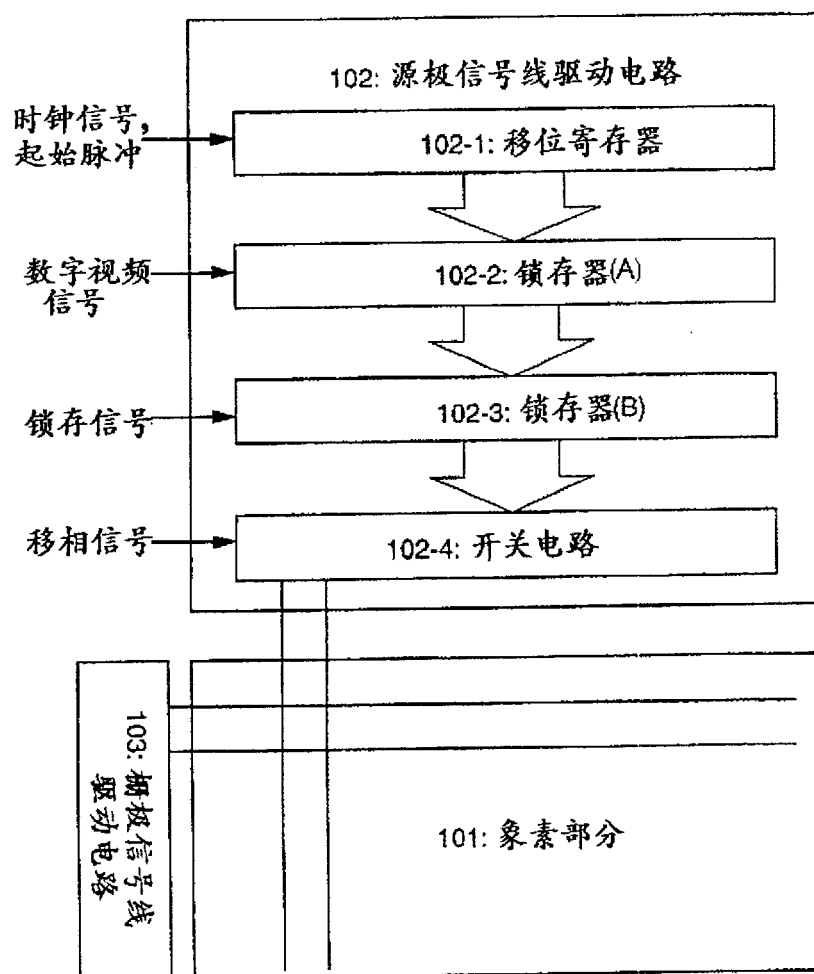 102: 源极信号线驱动电路
时钟信号,
起始脉冲
102-1: 移位寄存器
数字视频
信号
102-2: 锁存器(A)
锁存信号
102-3: 锁存器(B)
移相信号
102-4: 开关电路
103: 栅极信号线
驱动电路
101: 象素部分